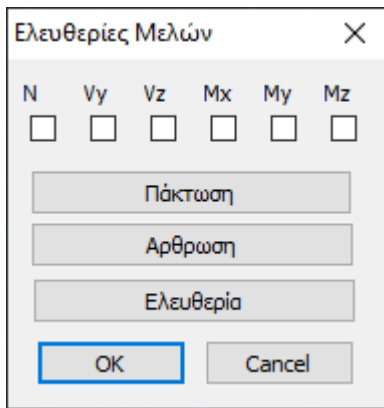 Ελευθερίες Μελών
N Vy Vz Mx My Mz
Πάκτωση
Αρθρωση
Ελευθερία
OK Cancel